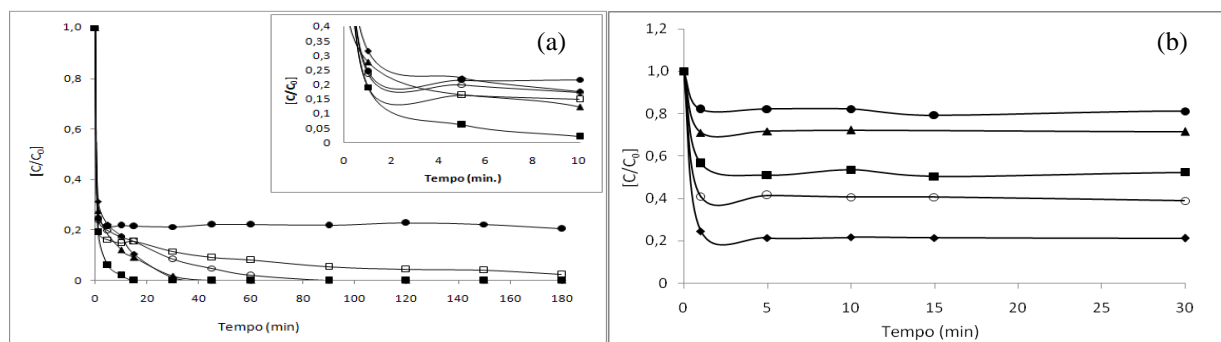 (a)
[C/C₀]
1,0
0,8
0,6
0,4
0,2
0
0 20 40 60 80 100 120 140 160 180
Tempo (min)
[C/C₀]
0,4
0,35
0,3
0,25
0,2
0,15
0,1
0,05
0
0 2 4 6 8 10
Tempo (min.)
(b)
[C/C₀]
1,2
1,0
0,8
0,6
0,4
0,2
0
0 5 10 15 20 25 30
Tempo (min)